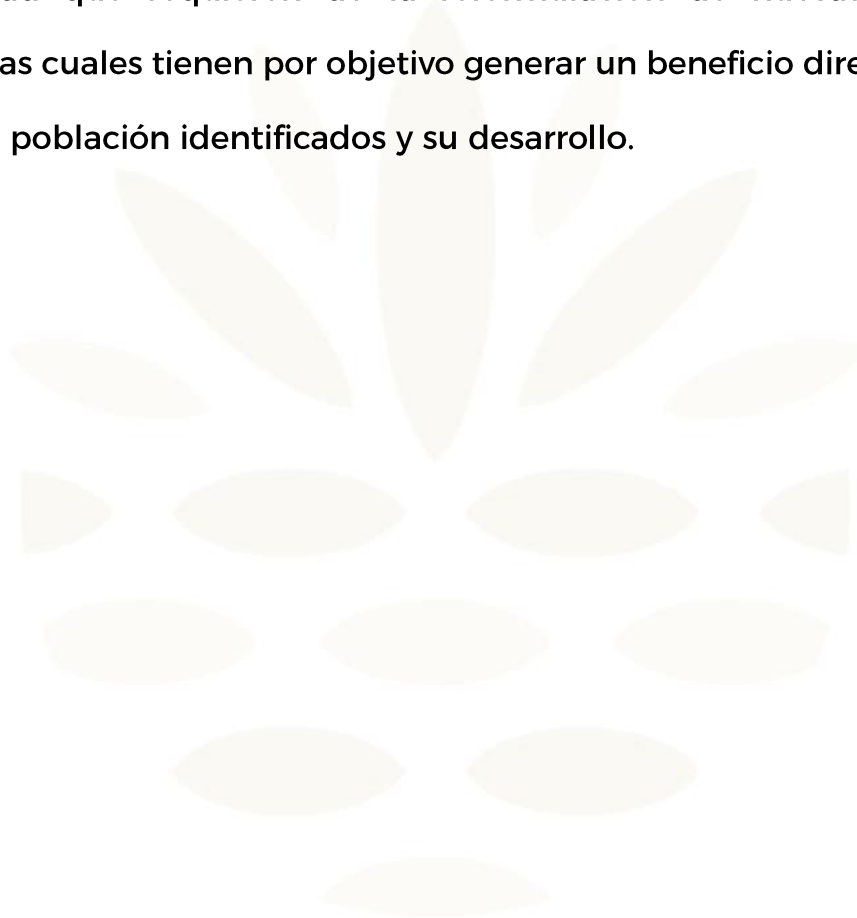 as cuales tienen por objetivo generar un beneficio dire
población identificados y su desarrollo.